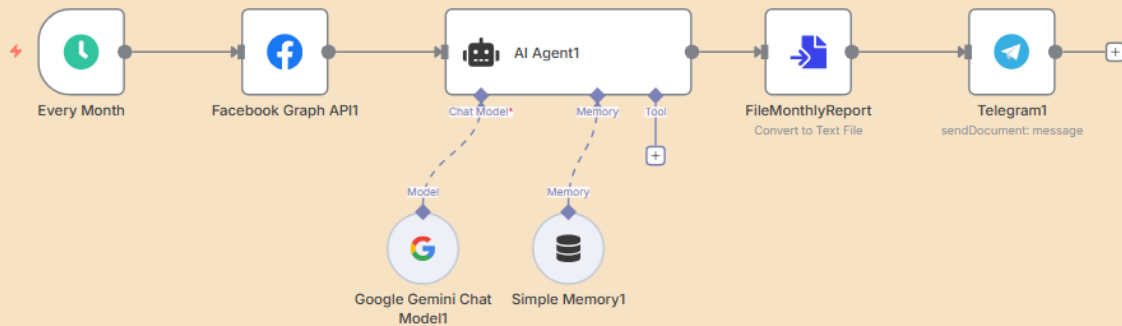 AI Agent1
Every Month
Facebook Graph API1
Chat Model*
Memory
Tool
FileMonthlyReport
Convert to Text File
Telegram1
sendDocument: message
Model
Memory
Google Gemini Chat
Model1
Simple Memory1